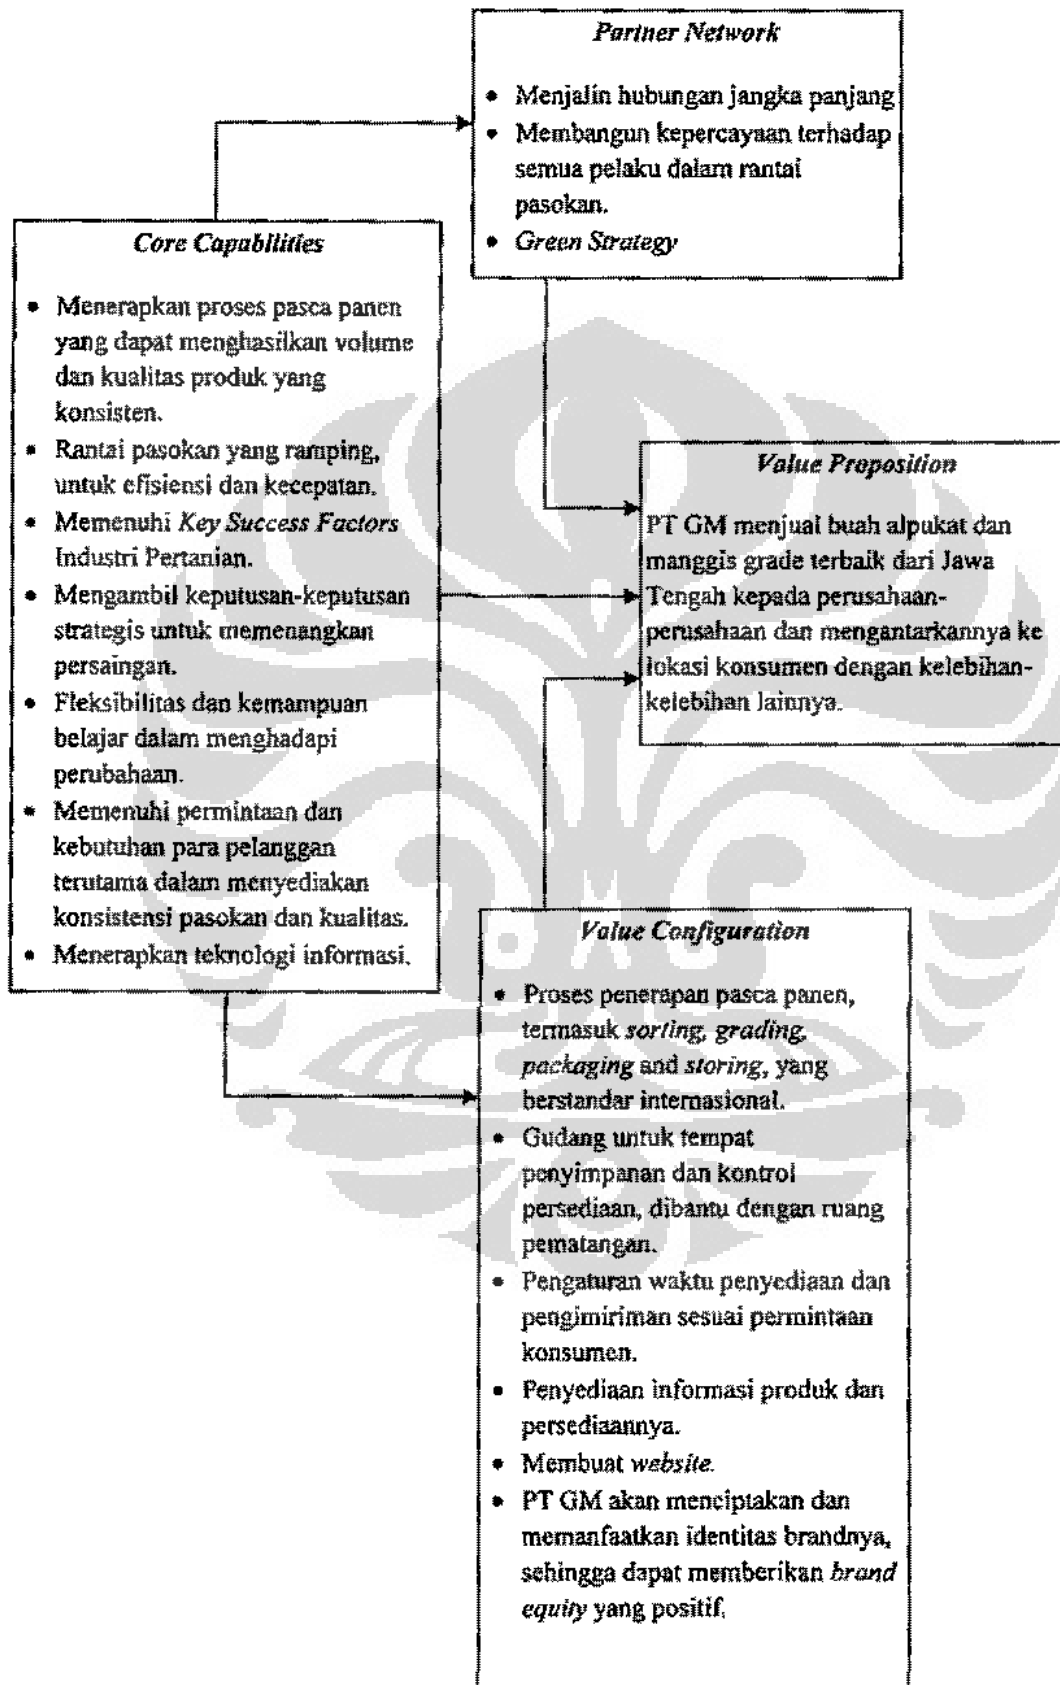 Partner Network
• Menjalin hubungan jangka panjang
• Membangun kepercayaan terhadap
semua pelaku dalam rantai
pasokan.
• Green Strategy
Core Capabilities
• Menerapkan proses pasca panen
yang dapat menghasilkan volume
dan kualitas produk yang
konsisten.
• Rantai pasokan yang ramping,
untuk efisiensi dan kecepatan.
• Memenuhi Key Success Factors
Industri Pertanian.
• Mengambil keputusan-keputusan
strategis untuk memenangkan
persaingan.
• Fleksibilitas dan kemampuan
belajar dalam menghadapi
perubahaan.
• Memenuhi permintaan dan
kebutuhan para pelanggan
terutama dalam menyediakan
konsistensi pasokan dan kualitas.
• Menerapkan teknologi informasi.
Value Proposition
PT GM menjual buah alpukat dan
manggis grade terbaik dari Jawa
Tengah kepada perusahaan-
perusahaan dan mengantarkannya ke
lokasi konsumen dengan kelebihan-
kelebihan lainnya.
Value Configuration
• Proses penerapan pasca panen,
termasuk sorting, grading,
packaging and storing, yang
berstandar internasional.
• Gudang untuk tempat
penyimpanan dan kontrol
persediaan, dibantu dengan ruang
pematangan.
• Pengaturan waktu penyediaan dan
pengimiriman sesuai permintaan
konsumen.
• Penyediaan informasi produk dan
persediaannya.
• Membuat website.
• PT GM akan menciptakan dan
memanfaatkan identitas brandnya,
sehingga dapat memberikan brand
equity yang positif.